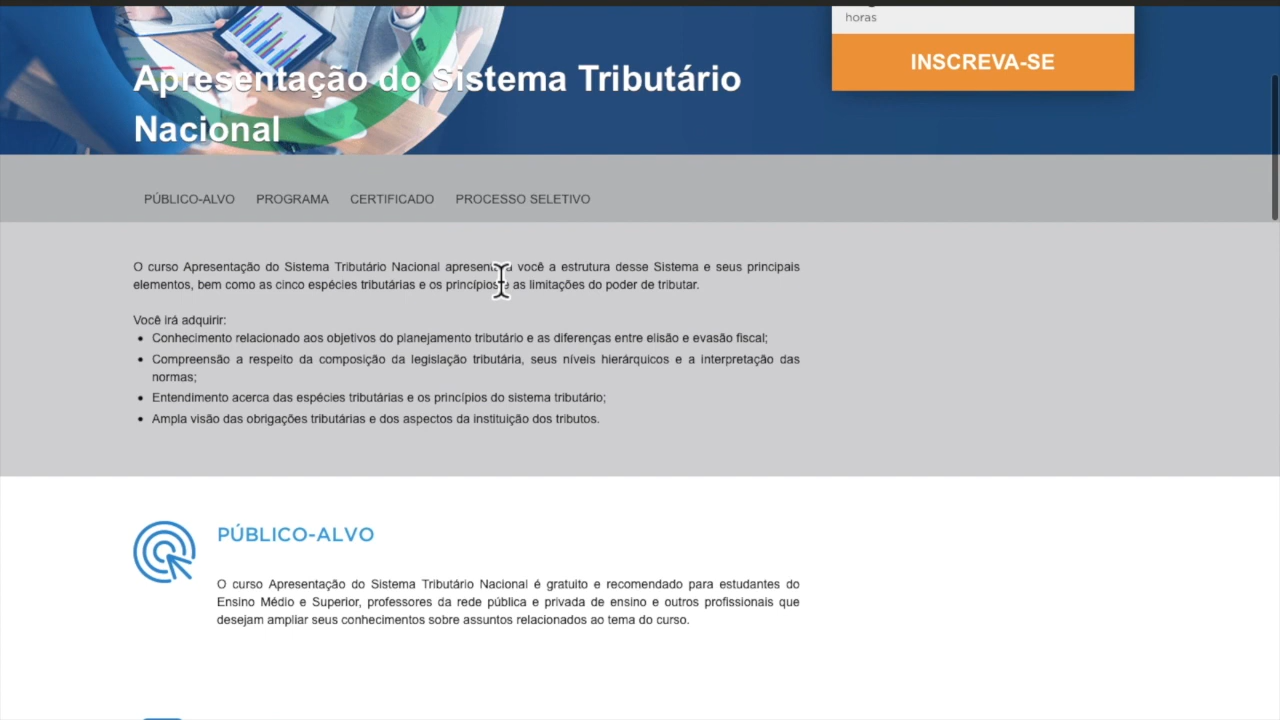 horas
INSCREVA-SE
Apresentação do Sistema Tributário
Nacional
PÚBLICO-ALVO PROGRAMA CERTIFICADO PROCESSO SELETIVO
O curso Apresentação do Sistema Tributário Nacional você a estrutura desse Sistema e seus principais
elementos, bem como as cinco espécies tributárias e os princípios e as limitações do poder de tributar.
Você irá adquirir:
• Conhecimento relacionado aos objetivos do planejamento tributário e as diferenças entre elisão e evasão fiscal;
• Compreensão a respeito da composição da legislação tributária, seus níveis hierárquicos e a interpretação das
normas;
• Entendimento acerca das espécies tributárias e os princípios do sistema tributário;
• Ampla visão das obrigações tributárias e dos aspectos da instituição dos tributos.
PÚBLICO-ALVO
O curso Apresentação do Sistema Tributário Nacional é gratuito e recomendado para estudantes do
Ensino Médio e Superior, professores da rede pública e privada de ensino e outros profissionais que
desejam ampliar seus conhecimentos sobre assuntos relacionados ao tema do curso.